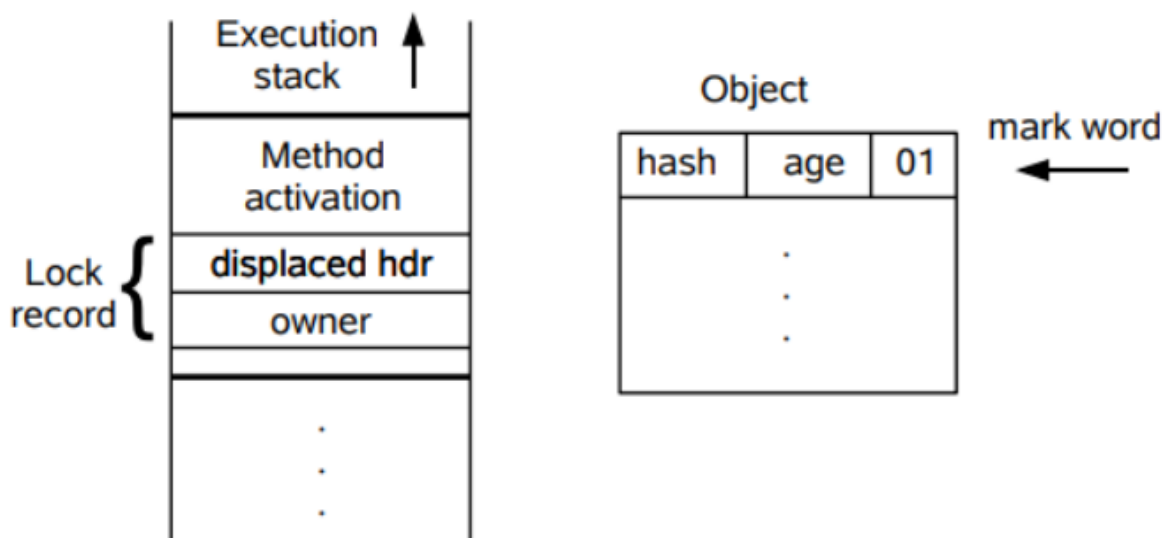 Execution
stack
Method
activation
Lock
record
displaced hdr
owner
.
.
.
Object
mark word
hash age 01
.
.
.